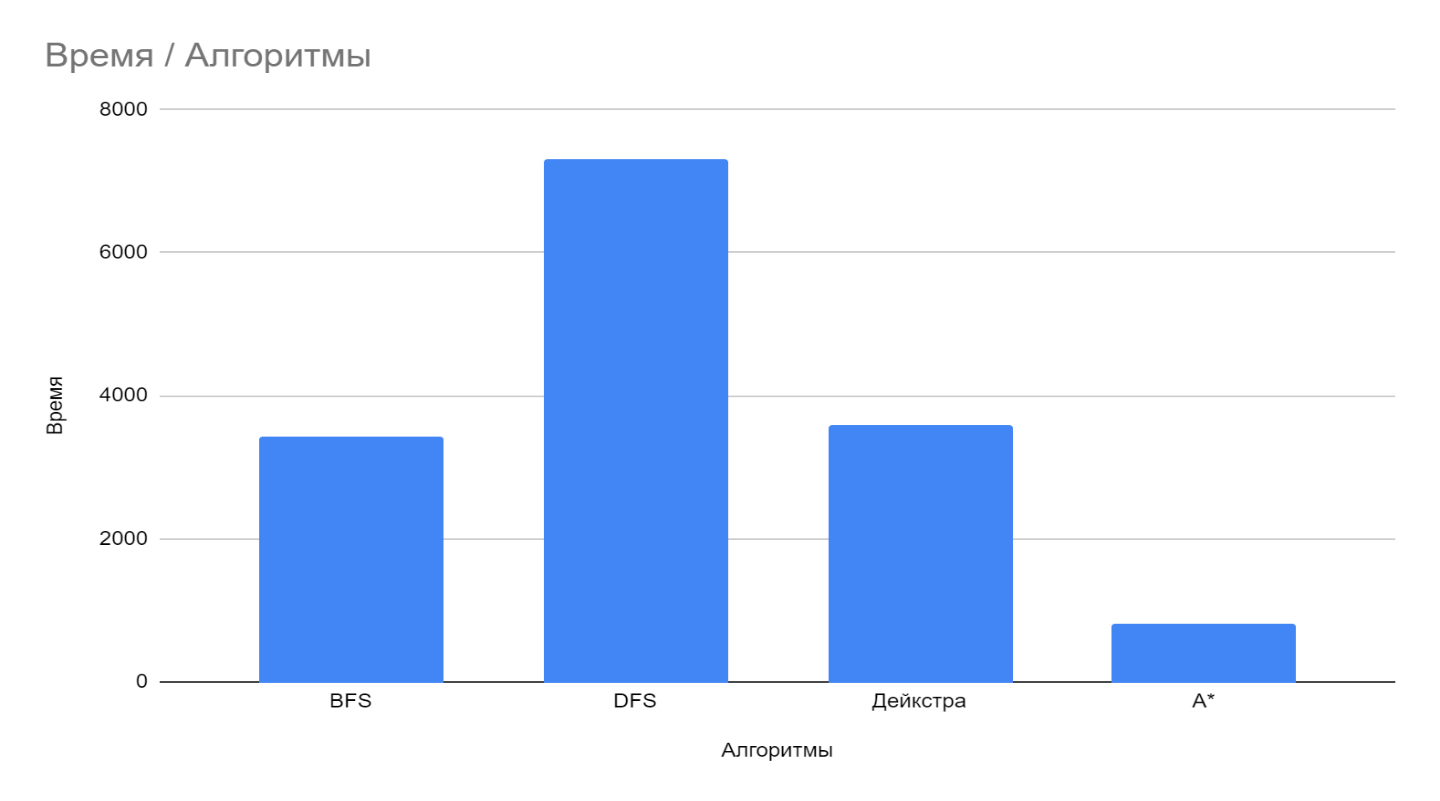 Время / Алгоритмы
8000
6000
4000
2000
0
Время
BFS
DFS
Дейкстра
A*
Алгоритмы